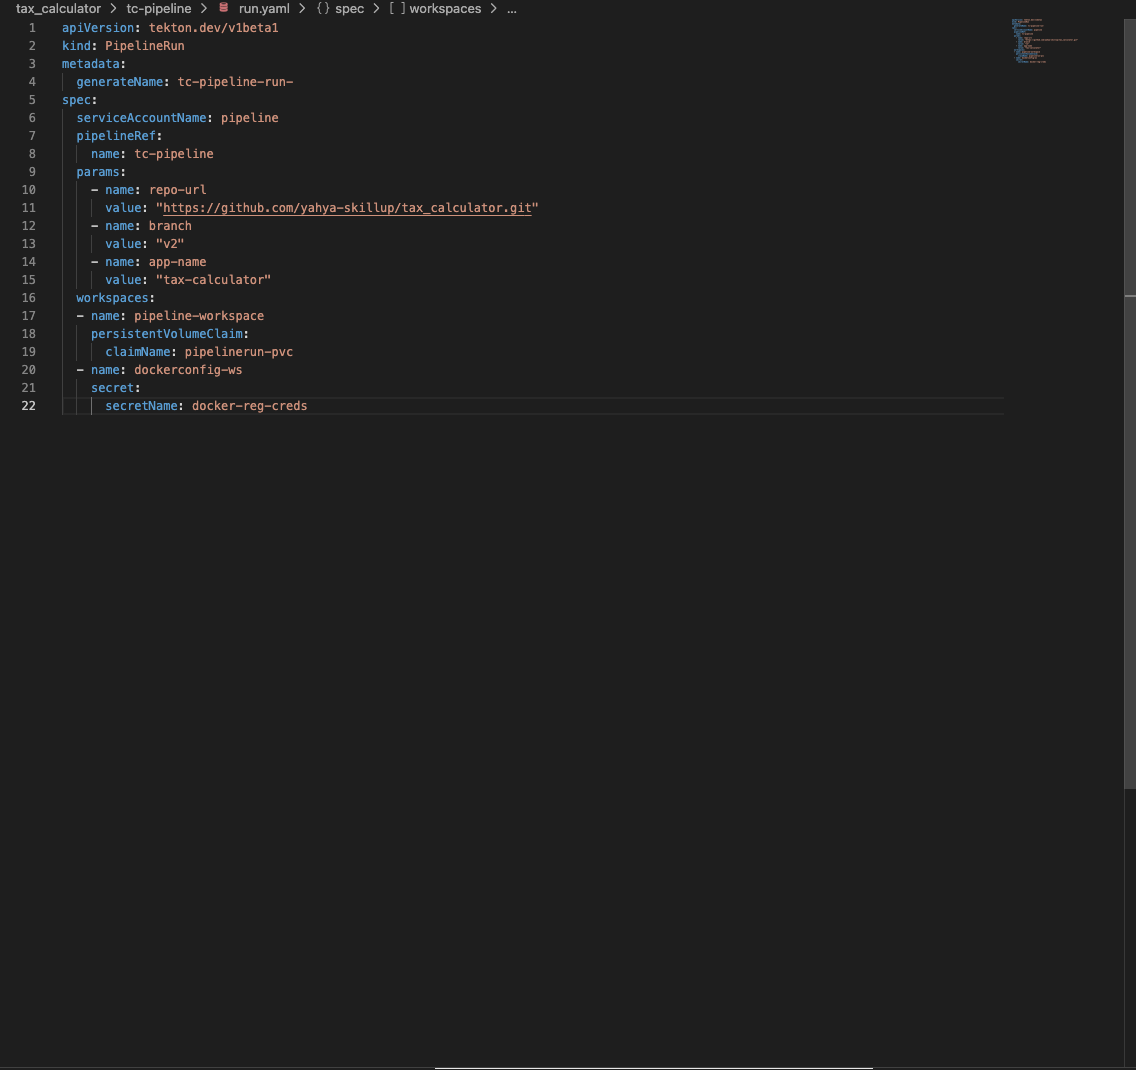 tax_calculator > tc-pipeline > run.yaml > {} spec > [ ] workspaces > ...
1 apiVersion: tekton.dev/v1beta1
2 kind: PipelineRun
3 metadata:
4   generateName: tc-pipeline-run-
5 spec:
6   serviceAccountName: pipeline
7   pipelineRef:
8     name: tc-pipeline
9   params:
10     - name: repo-url
11       value: "https://github.com/yahya-skillup/tax_calculator.git"
12     - name: branch
13       value: "v2"
14     - name: app-name
15       value: "tax-calculator"
16   workspaces:
17   - name: pipeline-workspace
18     persistentVolumeClaim:
19       claimName: pipelinerun-pvc
20   - name: dockerconfig-ws
21     secret:
22       secretName: docker-reg-creds